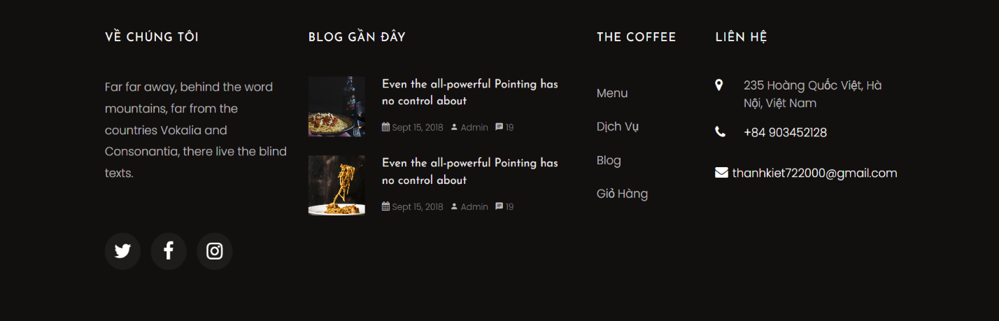 VỀ CHÚNG TÔI
Far far away, behind the word
mountains, far from the
countries Vokalia and
Consonantia, there live the blind
texts.
BLOG GẦN ĐÂY
Even the all-powerful Pointing has
no control about
Sept 15, 2018 Admin 19
Even the all-powerful Pointing has
no control about
Sept 15, 2018 Admin 19
THE COFFEE
Menu
Dịch Vụ
Blog
Giỏ Hàng
LIÊN HỆ
235 Hoàng Quốc Việt, Hà
Nội, Việt Nam
+84 903452128
thanhkiet722000@gmail.com